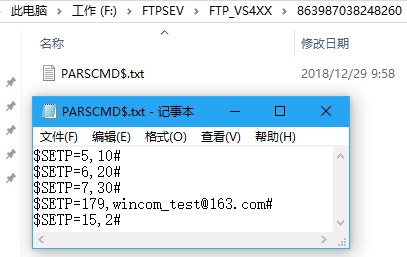 此电脑 > 工作 (F:) > FTPSEV > FTP_VS4XX > 863987038248260
名称 修改日期
PARSCMD$.txt 2018/12/29 9:58
PARSCMD$.txt - 记事本
文件(F) 编辑(E) 格式(O) 查看(V) 帮助(H)
$SETP=5,10#
$SETP=6,20#
$SETP=7,30#
$SETP=179,wincom_test@163.com#
$SETP=15,2#